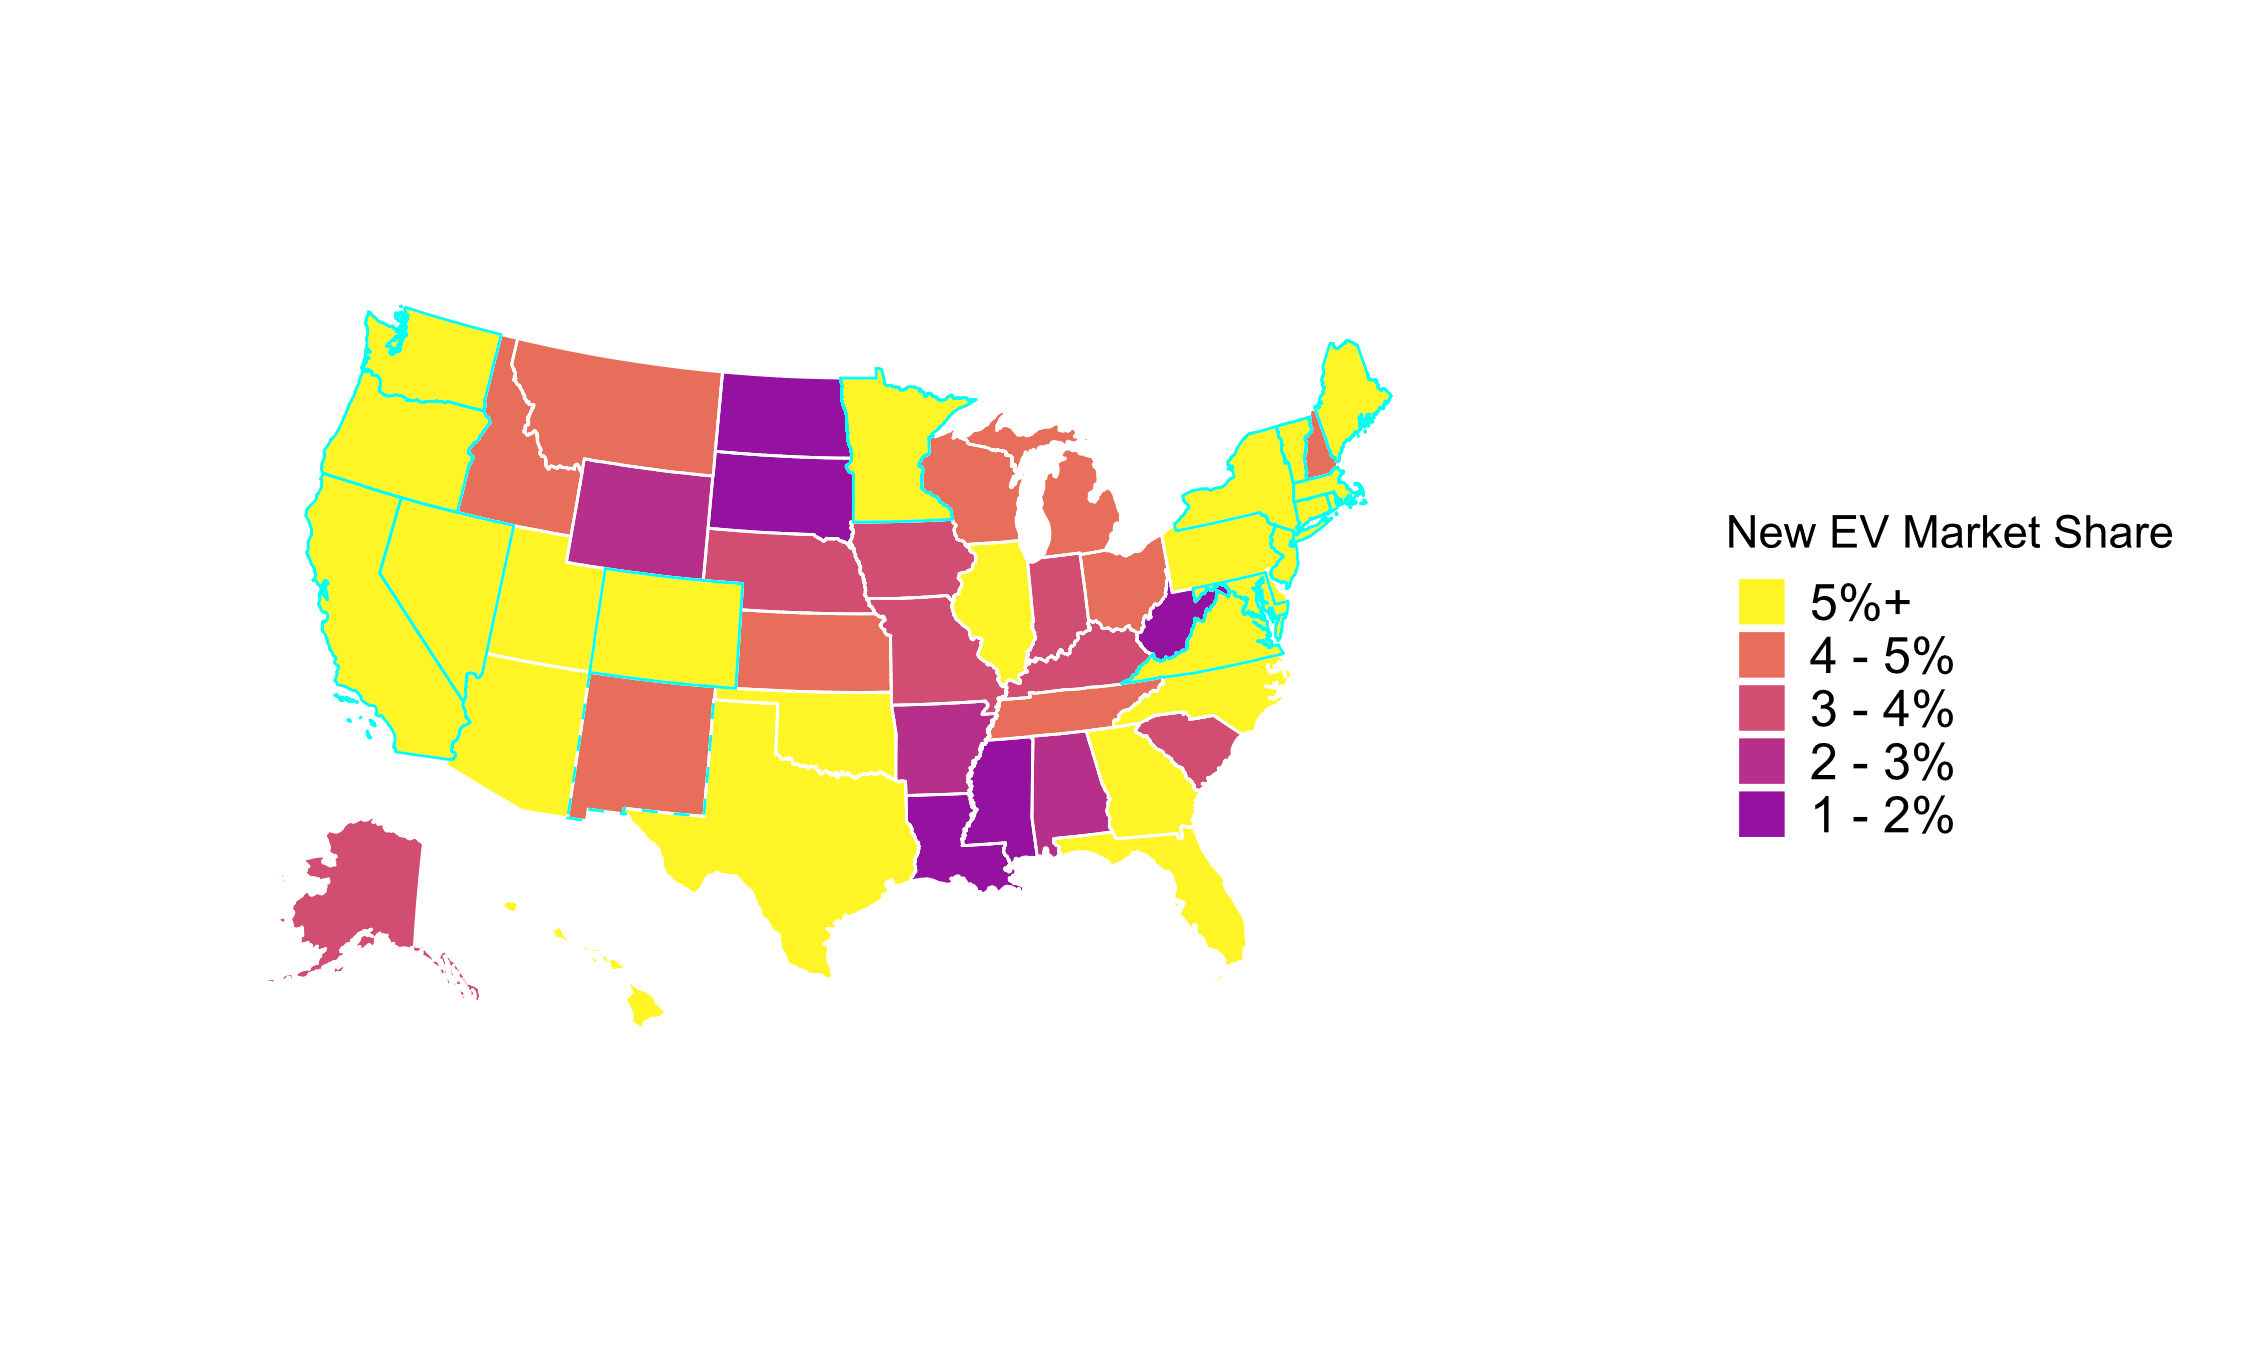 New EV Market Share
5%+
4 - 5%
3 - 4%
2 - 3%
1 - 2%